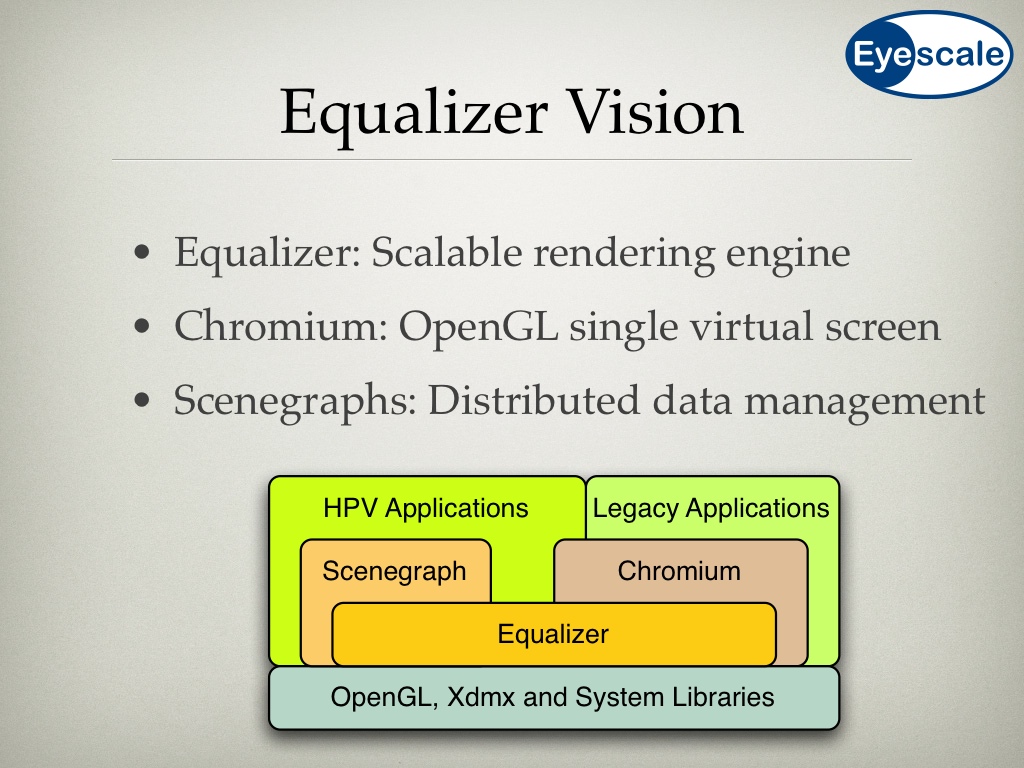 Eyescale
Equalizer Vision
• Equalizer: Scalable rendering engine
• Chromium: OpenGL single virtual screen
• Scenegraphs: Distributed data management
HPV Applications
Legacy Applications
Scenegraph
Chromium
Equalizer
OpenGL, Xdmx and System Libraries